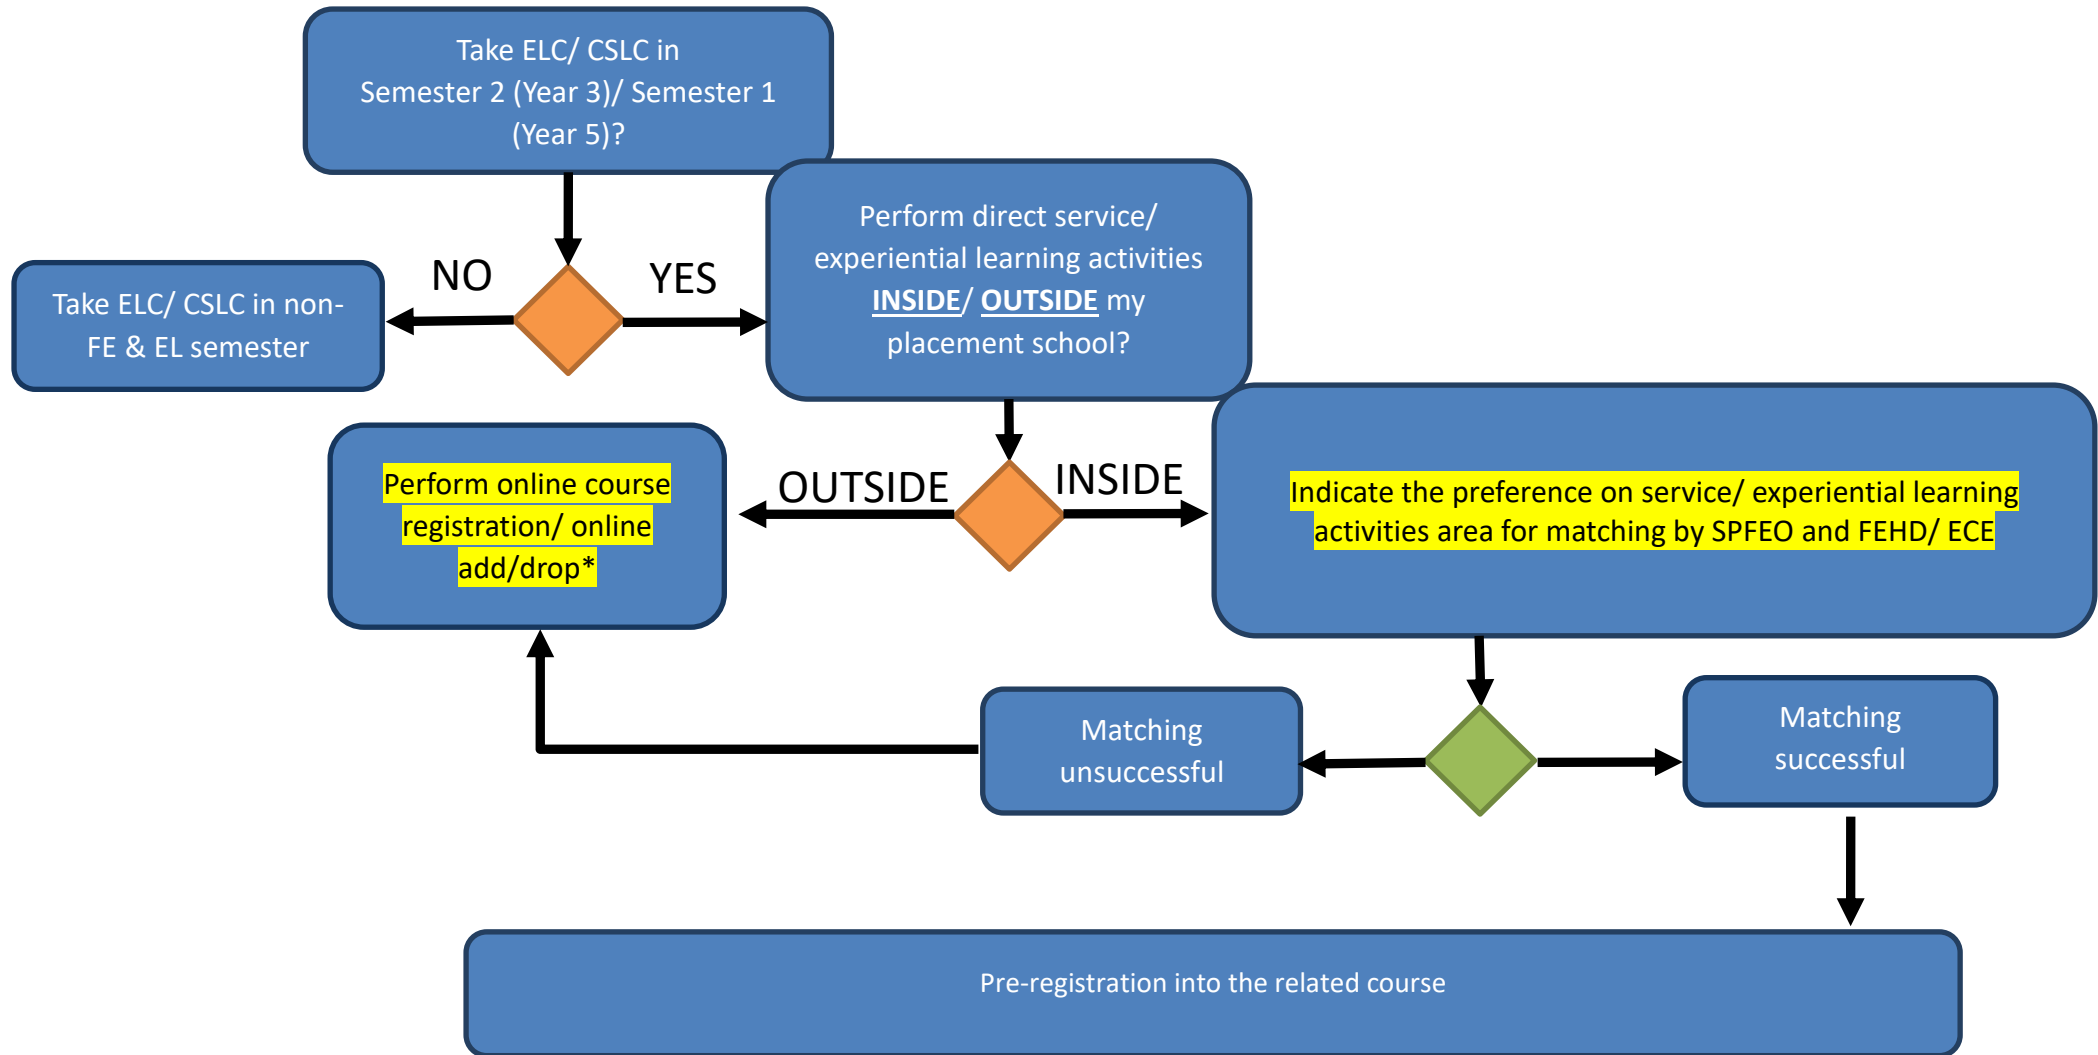 Take ELC/ CSLC in
Semester 2 (Year 3)/ Semester 1
(Year 5)?
Perform direct service/
experiential learning activities
INSIDE/ OUTSIDE my
placement school?
NO
YES
Take ELC/ CSLC in non-
FE & EL semester
Perform online course
registration/ online
add/drop*
OUTSIDE
INSIDE
Indicate the preference on service/ experiential learning
activities area for matching by SPFEO and FEHD/ ECE
Matching
unsuccessful
Matching
successful
Pre-registration into the related course